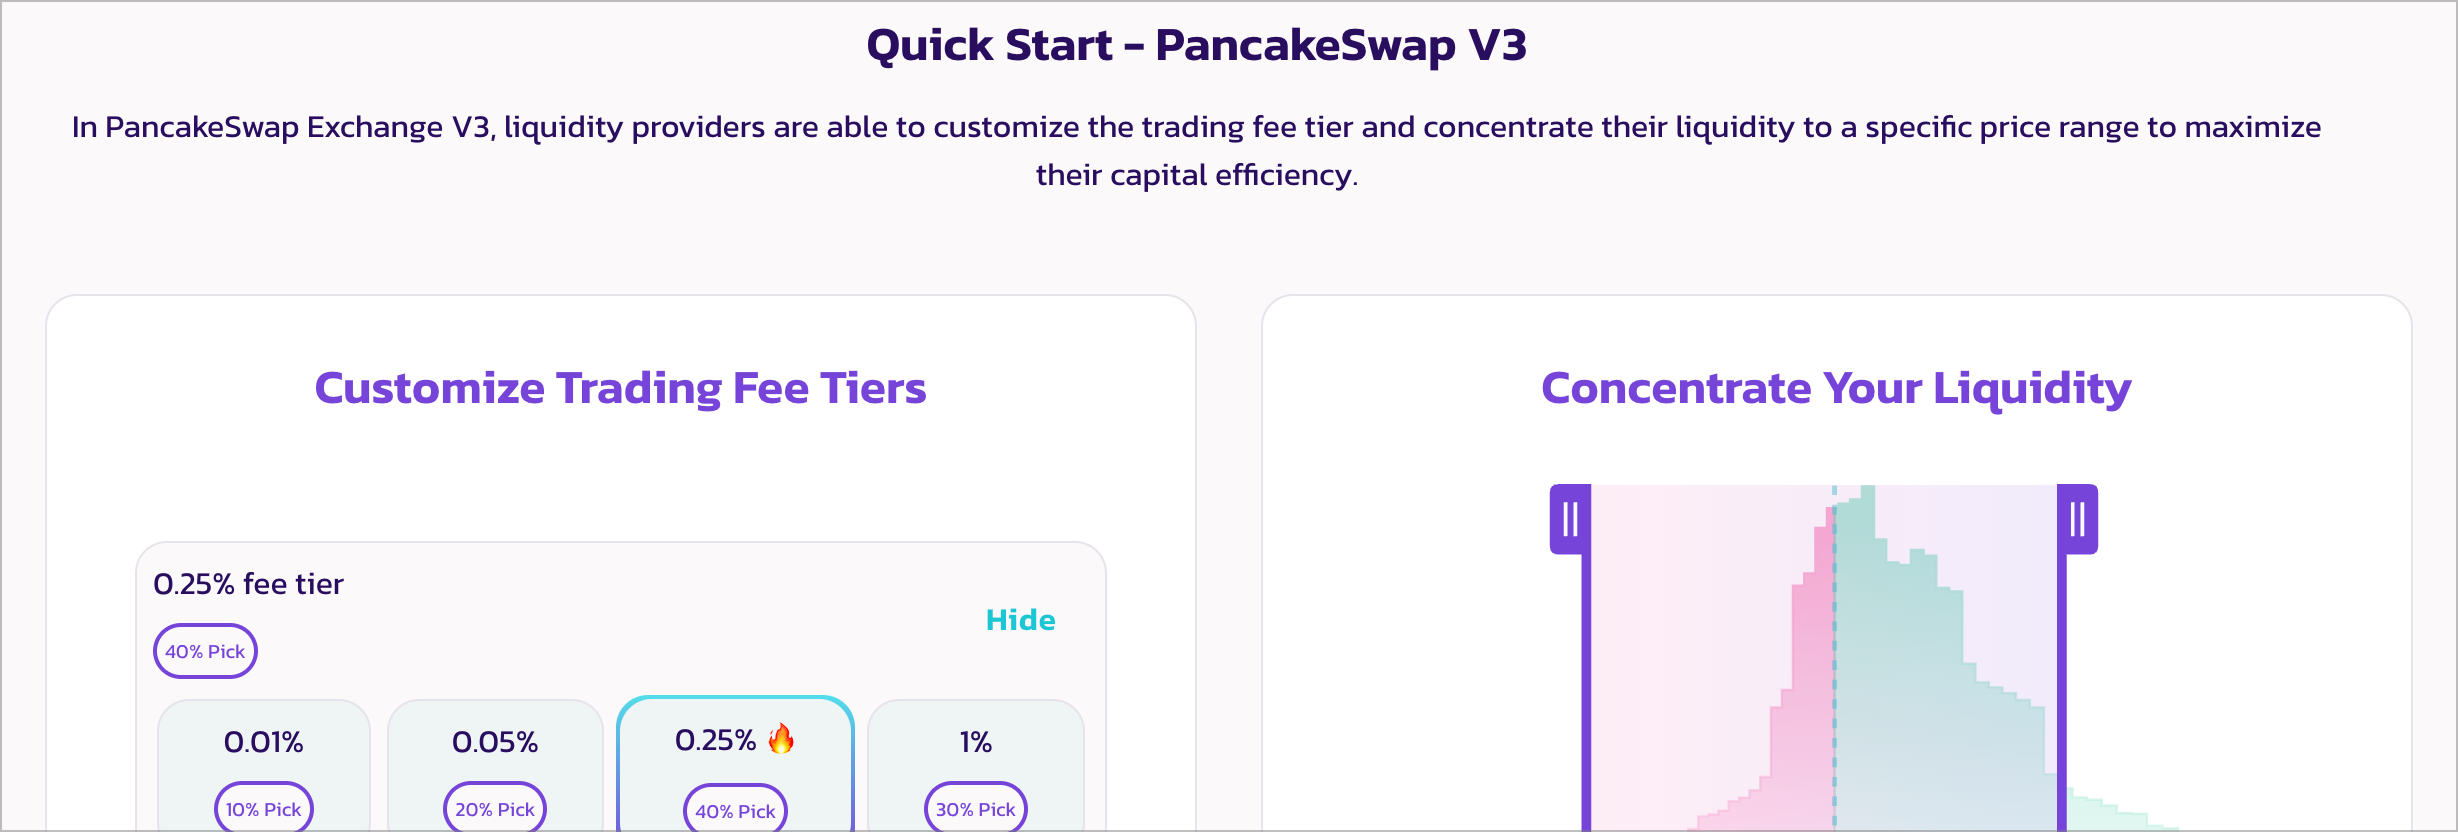 Quick Start - PancakeSwap V3
In PancakeSwap Exchange V3, liquidity providers are able to customize the trading fee tier and concentrate their liquidity to a specific price range to maximize
their capital efficiency.
Customize Trading Fee Tiers
0.25% fee tier
Hide
40% Pick
0.01%
0.05%
0.25% 🔥
1%
10% Pick
20% Pick
40% Pick
30% Pick
Concentrate Your Liquidity